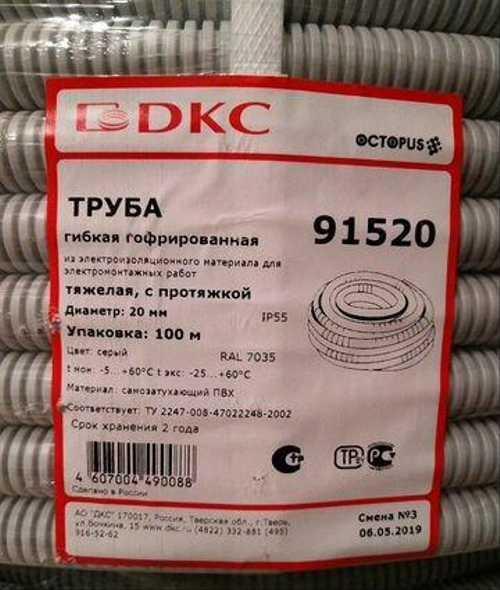 DKC
OCTOPUS
ТРУБА
91520
гибкая гофрированная
из электроизоляционного материала для
электромонтажных работ
тяжелая, с протяжкой
Диаметр: 20 мм
IP55
Упаковка: 100 м
Цвет: серый RAL 7035
t мон: -5...+60°C t экс: -25...+60°C
Материал: самозатухающий ПВХ
Соответствует: ТУ 2247-008-47022248-2002
Срок хранения 2 года
4 607004 490088
Сделано в России
ТР РС
АО "ДКС" 170017, Россия, Тверская обл., г.Тверь,
ул.Бочкина, 15 www.dkc.ru (4822) 332-881 (495)
916-52-62
Смена №3
06.05.2019